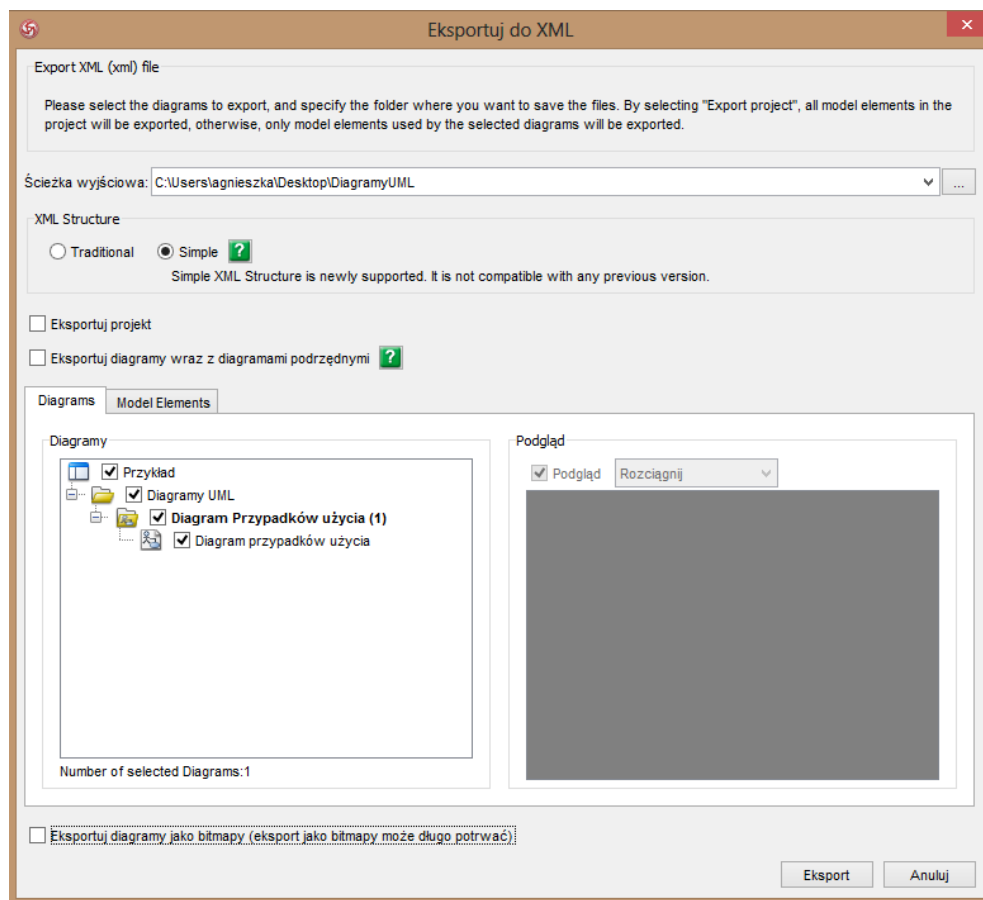 Eksportuj do XML
Export XML (xml) file
Please select the diagrams to export, and specify the folder where you want to save the files. By selecting "Export project", all model elements in the
project will be exported, otherwise, only model elements used by the selected diagrams will be exported.
Ścieżka wyjściowa: C:\Users\agnieszka\Desktop\DiagramyUML ...
XML Structure
Traditional Simple ?
Simple XML Structure is newly supported. It is not compatible with any previous version.
Eksportuj projekt
Eksportuj diagramy wraz z diagramami podrzędnymi ?
Diagrams Model Elements
Diagramy
Przykład
Diagramy UML
Diagram Przypadków użycia (1)
Diagram przypadków użycia
Number of selected Diagrams:1
Podgląd
Podgląd Rozciągnij
Eksportuj diagramy jako bitmapy (eksport jako bitmapy może długo potrwać)
Eksport Anuluj